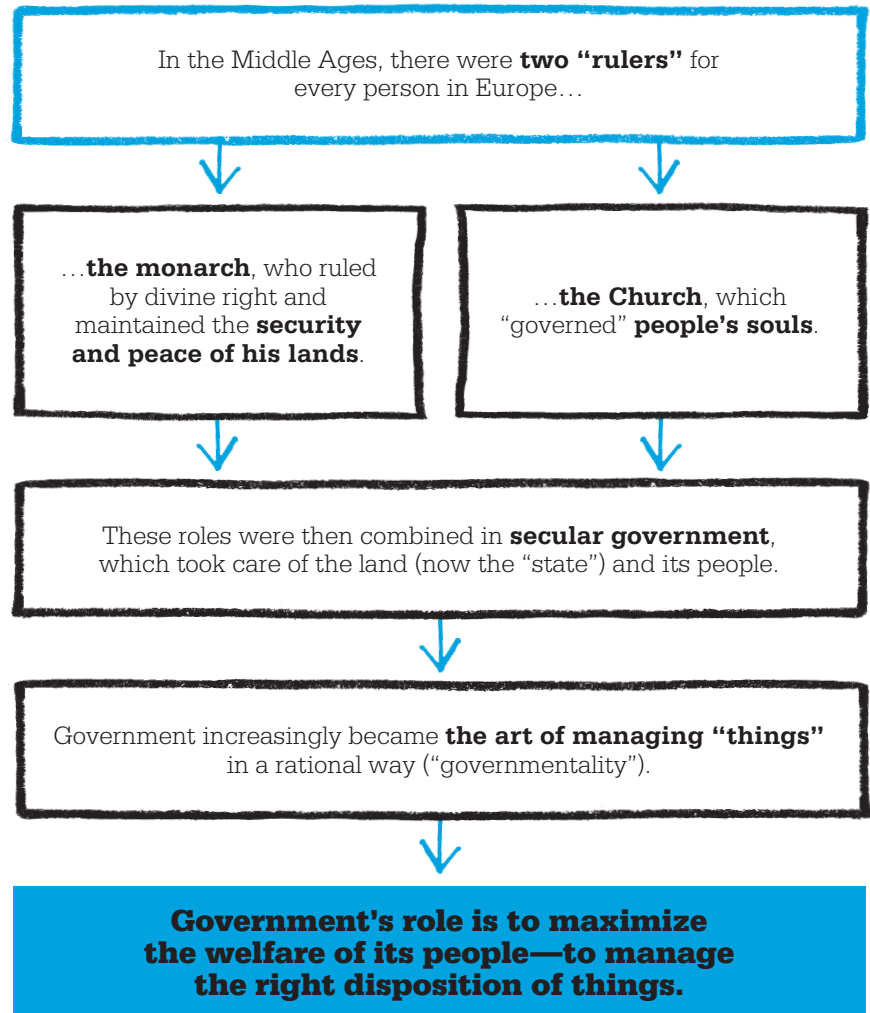 In the Middle Ages, there were two “rulers” for
every person in Europe…
…the monarch, who ruled
by divine right and
maintained the security
and peace of his lands.
…the Church, which
“governed” people’s souls.
These roles were then combined in secular government,
which took care of the land (now the “state”) and its people.
Government increasingly became the art of managing “things”
in a rational way (“governmentality”).
Government’s role is to maximize
the welfare of its people—to manage
the right disposition of things.